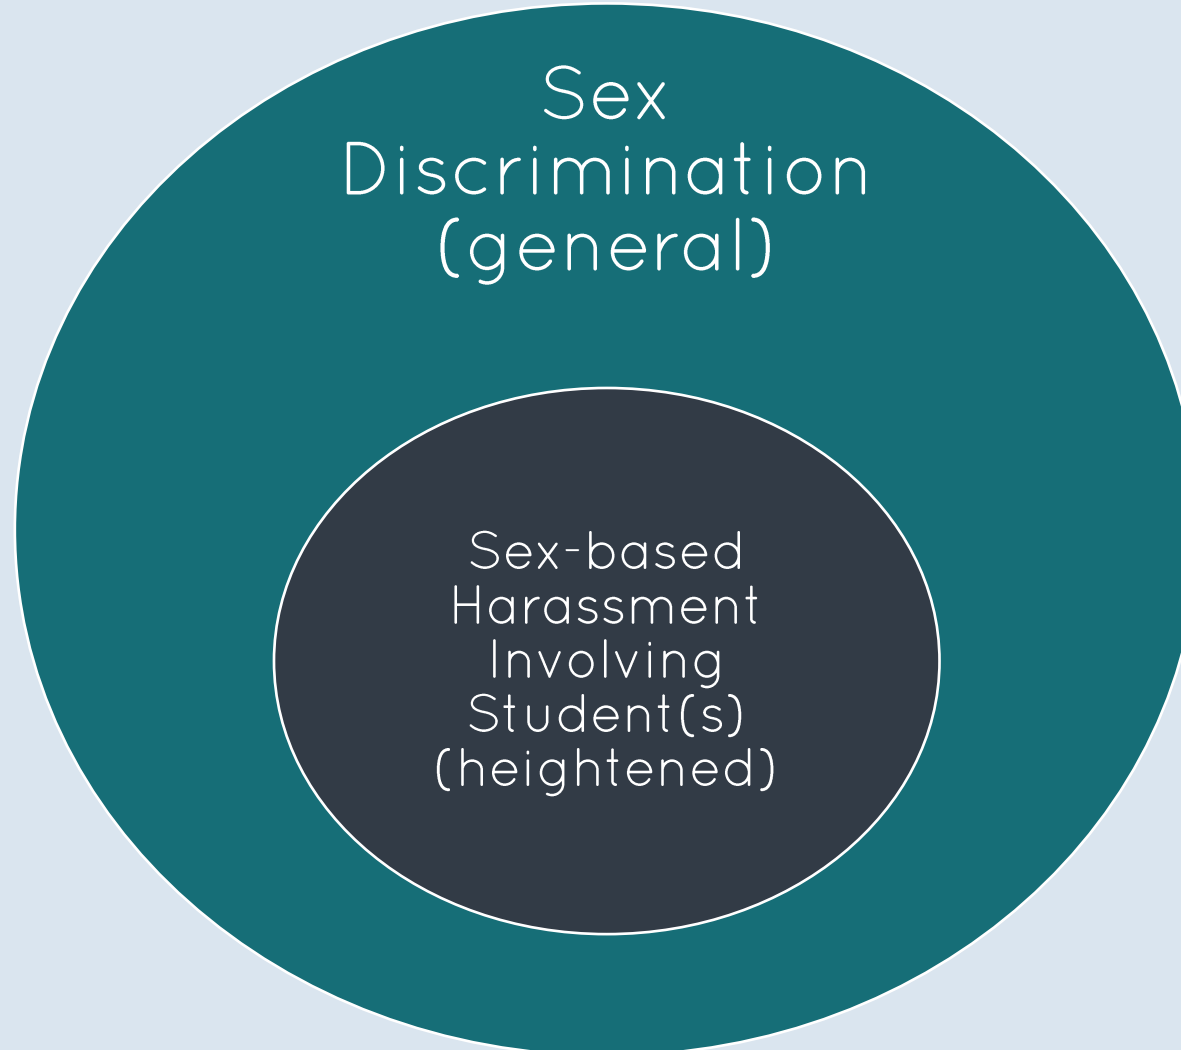 Sex
Discrimination
(general)
Sex-based
Harassment
Involving
Student(s)
(heightened)